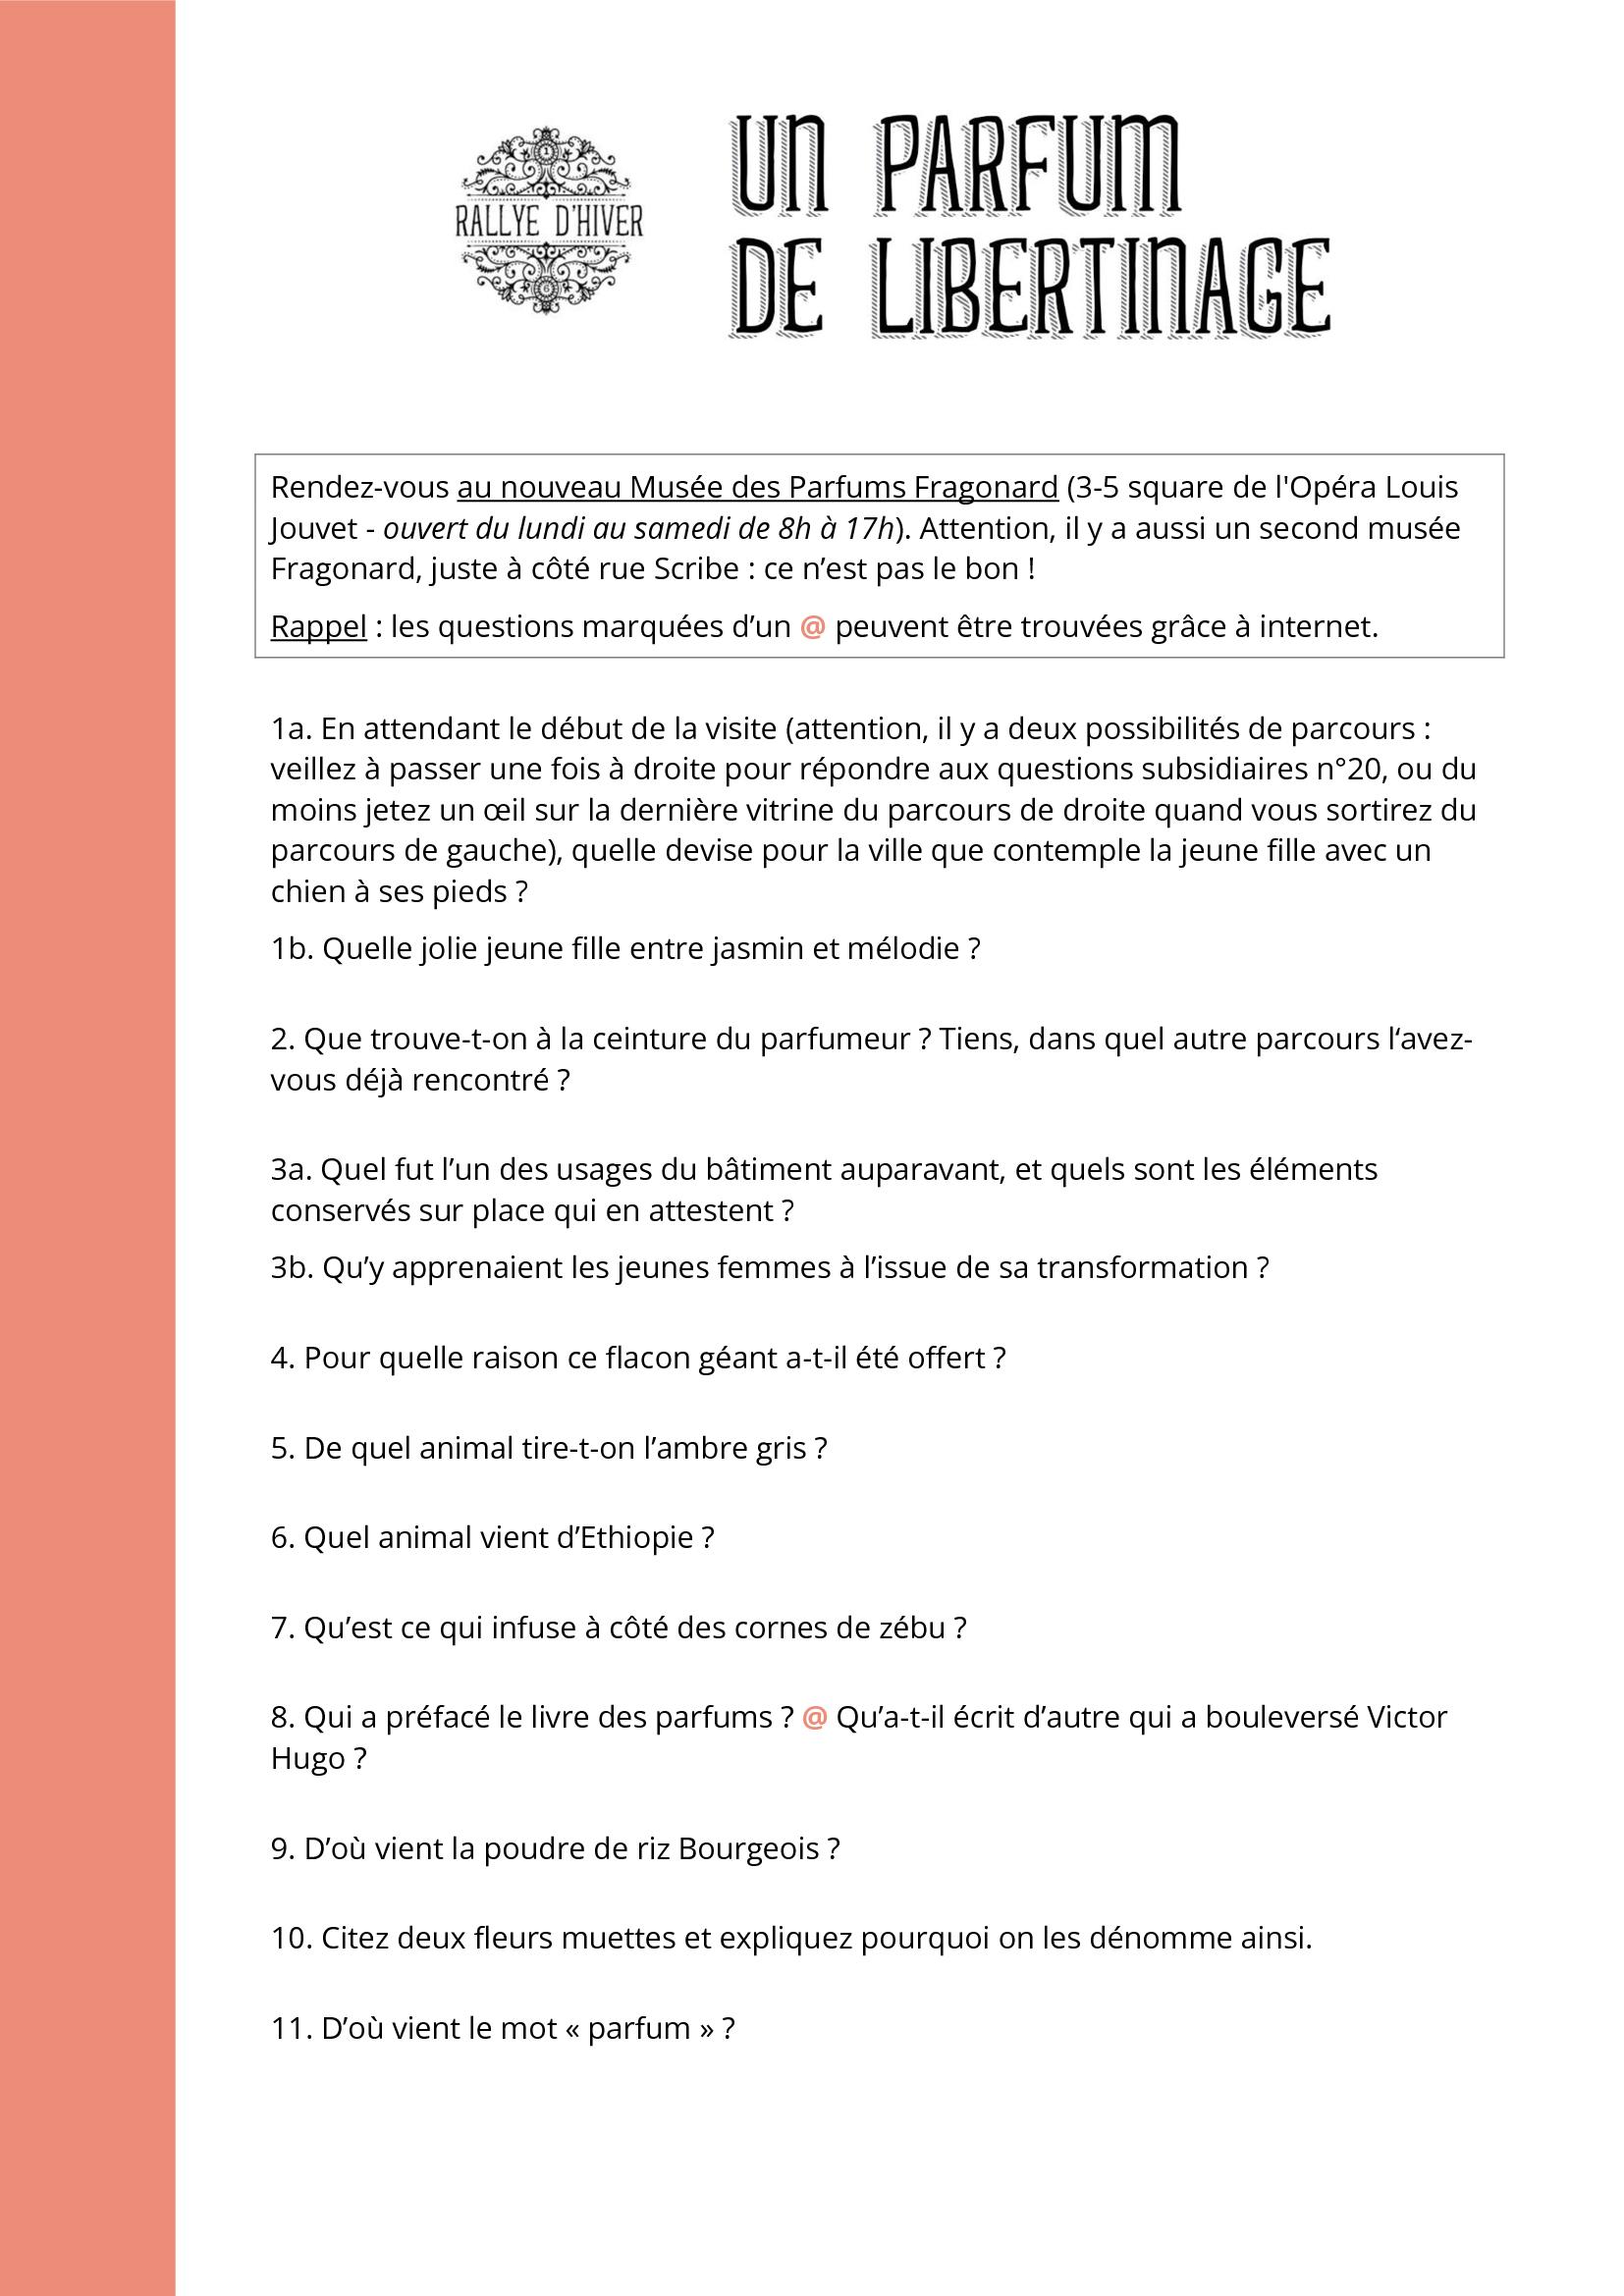 RALLYE D'HIVER
UN PARFUM
DE LIBERTINAGE
Rendez-vous au nouveau Musée des Parfums Fragonard (3-5 square de l'Opéra Louis
Jouvet - ouvert du lundi au samedi de 8h à 17h). Attention, il y a aussi un second musée
Fragonard, juste à côté rue Scribe : ce n’est pas le bon !
Rappel : les questions marquées d’un @ peuvent être trouvées grâce à internet.
1a. En attendant le début de la visite (attention, il y a deux possibilités de parcours :
veillez à passer une fois à droite pour répondre aux questions subsidiaires n°20, ou du
moins jetez un œil sur la dernière vitrine du parcours de droite quand vous sortirez du
parcours de gauche), quelle devise pour la ville que contemple la jeune fille avec un
chien à ses pieds ?
1b. Quelle jolie jeune fille entre jasmin et mélodie ?
2. Que trouve-t-on à la ceinture du parfumeur ? Tiens, dans quel autre parcours l‘avez-
vous déjà rencontré ?
3a. Quel fut l’un des usages du bâtiment auparavant, et quels sont les éléments
conservés sur place qui en attestent ?
3b. Qu’y apprenaient les jeunes femmes à l’issue de sa transformation ?
4. Pour quelle raison ce flacon géant a-t-il été offert ?
5. De quel animal tire-t-on l’ambre gris ?
6. Quel animal vient d’Ethiopie ?
7. Qu’est ce qui infuse à côté des cornes de zébu ?
8. Qui a préfacé le livre des parfums ? @ Qu’a-t-il écrit d’autre qui a bouleversé Victor
Hugo ?
9. D’où vient la poudre de riz Bourgeois ?
10. Citez deux fleurs muettes et expliquez pourquoi on les dénomme ainsi.
11. D’où vient le mot « parfum » ?